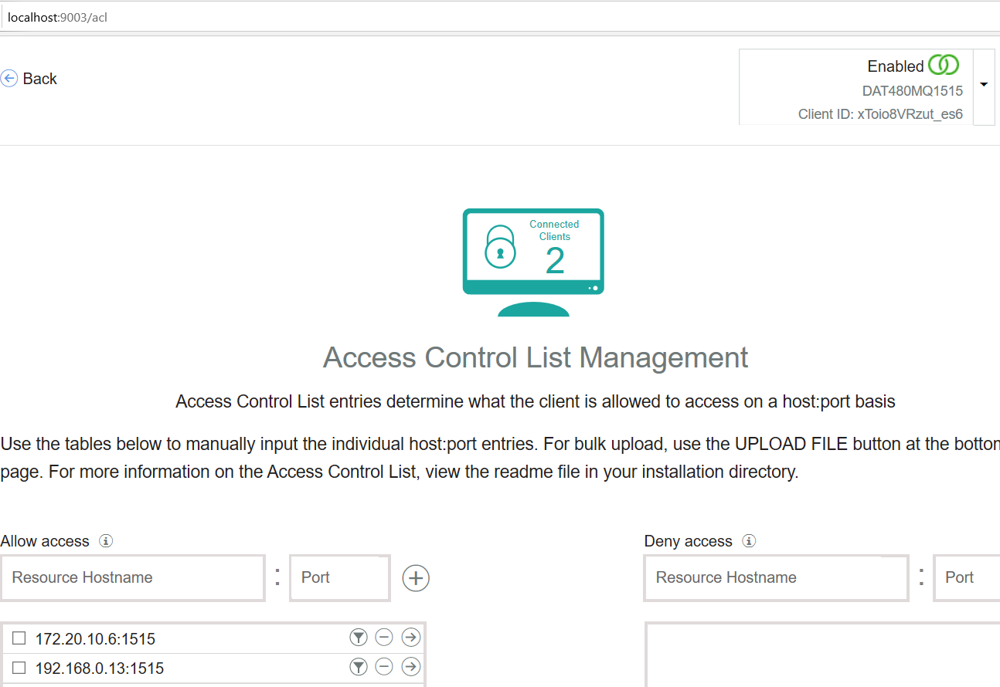 localhost:9003/acl
Back
Enabled
DAT480MQ1515
Client ID: xToio8VRzut_es6
Connected
Clients
2
Access Control List Management
Access Control List entries determine what the client is allowed to access on a host:port basis
Use the tables below to manually input the individual host:port entries. For bulk upload, use the UPLOAD FILE button at the bottom
page. For more information on the Access Control List, view the readme file in your installation directory.
Allow access
Resource Hostname : Port
172.20.10.6:1515
192.168.0.13:1515
Deny access
Resource Hostname : Port